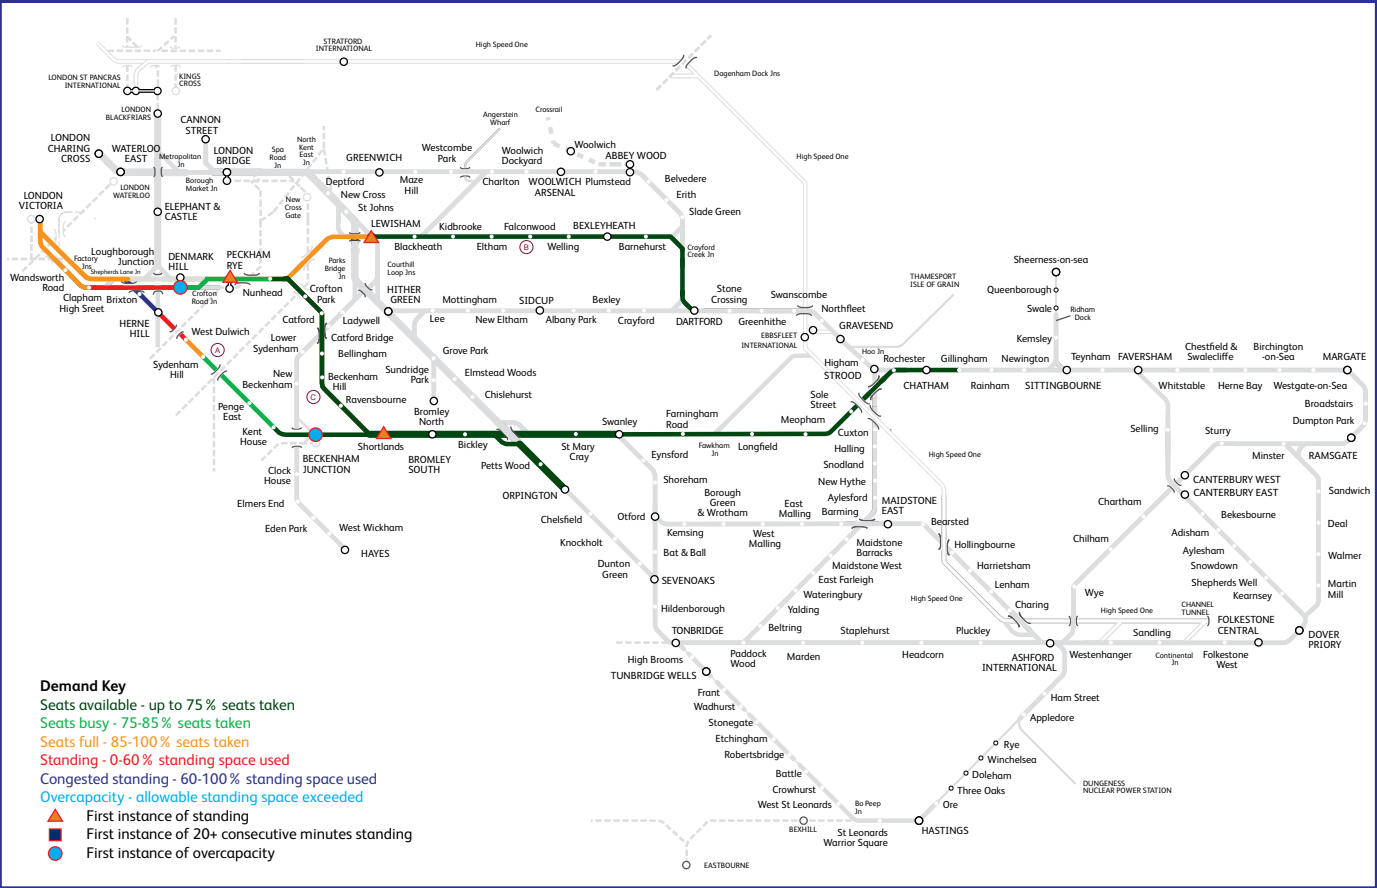 STRATFORD
INTERNATIONAL
High Speed One
Dagenham Dock Jns
LONDON ST PANCRAS
INTERNATIONAL
KINGS
CROSS
LONDON
BLACKFRIARS
CANNON
STREET
LONDON
CHARING
CROSS
WATERLOO
EAST
Metropolitan
Jn
LONDON
BRIDGE
Spa
Road
Jn
North
Kent
East
Jn
Borough
Market Jn
LONDON
WATERLOO
GREENWICH
Deptford
Maze
Hill
Westcombe
Park
Angerstein
Wharf
Crossrail
Charlton
Woolwich
Dockyard
WOOLWICH
ARSENAL
Woolwich
Plumstead
ABBEY WOOD
Belvedere
Erith
Slade Green
High Speed One
LONDON
VICTORIA
ELEPHANT &
CASTLE
New
Cross
Gate
New Cross
St Johns
LEWISHAM
Blackheath
Kidbrooke
Eltham
Falconwood
B
Welling
BEXLEYHEATH
Barnehurst
Crayford
Creek Jn
Loughborough
Junction
Factory
Jns
Shepherds Lane Jn
DENMARK
HILL
PECKHAM
RYE
Crofton
Road Jn
Nunhead
Wandsworth
Road
Clapham
High Sreet
Brixton
HERNE
HILL
Parks
Bridge
Jn
Courthill
Loop Jns
Crofton
Park
Catford
Ladywell
HITHER
GREEN
Lee
Mottingham
New Eltham
SIDCUP
Albany Park
Bexley
Crayford
DARTFORD
Stone
Crossing
Greenhithe
Swanscombe
EBBSFLEET
INTERNATIONAL
Northfleet
GRAVESEND
THAMESPORT
ISLE OF GRAIN
Hoo Jn
Higham
STROOD
Sheerness-on-sea
Queenborough
Swale
Ridham
Dock
Kemsley
Rochester
CHATHAM
Gillingham
Rainham
Newington
SITTINGBOURNE
Teynham
FAVERSHAM
Whitstable
Chestfield &
Swalecliffe
Herne Bay
Birchington
-on-Sea
Westgate-on-Sea
MARGATE
Broadstairs
Dumpton Park
RAMSGATE
West Dulwich
A
Sydenham
Hill
Penge
East
Kent
House
Lower
Sydenham
Catford Bridge
Bellingham
New
Beckenham
Beckenham
Hill
C
Ravensbourne
Grove Park
Sundridge
Park
Elmstead Woods
Chislehurst
Bromley
North
BECKENHAM
JUNCTION
Shortlands
BROMLEY
SOUTH
Bickley
Petts Wood
St Mary
Cray
Swanley
Farningham
Road
Fawkham
Jn
Longfield
Meopham
Sole
Street
Cuxton
Halling
Snodland
New Hythe
Aylesford
Barming
MAIDSTONE
EAST
Clock
House
Elmers End
Eden Park
West Wickham
HAYES
ORPINGTON
Chelsfield
Knockholt
Dunton
Green
Eynsford
Shoreham
Otford
Kemsing
Borough
Green
& Wrotham
West
Malling
East
Malling
Bat & Ball
SEVENOAKS
Hildenborough
Maidstone
Barracks
Maidstone West
East Farleigh
Wateringbury
Yalding
Beltring
High Speed One
Bearsted
Hollingbourne
Harrietsham
Lenham
High Speed One
Charing
Selling
Sturry
Minster
CANTERBURY WEST
CANTERBURY EAST
Chartham
Chilham
Wye
Bekesbourne
Adisham
Aylesham
Snowdown
Shepherds Well
Kearnsey
Sandwich
Deal
Walmer
Martin
Mill
High Speed One
CHANNEL
TUNNEL
FOLKESTONE
CENTRAL
DOVER
PRIORY
TONBRIDGE
High Brooms
TUNBRIDGE WELLS
Paddock
Wood
Marden
Staplehurst
Headcorn
Pluckley
ASHFORD
INTERNATIONAL
Westenhanger
Sandling
Continental
Jn
Folkestone
West
Frant
Wadhurst
Stonegate
Etchingham
Robertsbridge
Battle
Crowhurst
West St Leonards
Bo Peep
Jn
BEXHILL
St Leonards
Warrior Square
HASTINGS
EASTBOURNE
Ham Street
Appledore
Rye
Winchelsea
Doleham
Three Oaks
Ore
DUNGENESS
NUCLEAR POWER STATION
Demand Key
Seats available - up to 75% seats taken
Seats busy - 75-85% seats taken
Seats full - 85-100% seats taken
Standing - 0-60% standing space used
Congested standing - 60-100% standing space used
Overcapacity - allowable standing space exceeded
First instance of standing
First instance of 20+ consecutive minutes standing
First instance of overcapacity